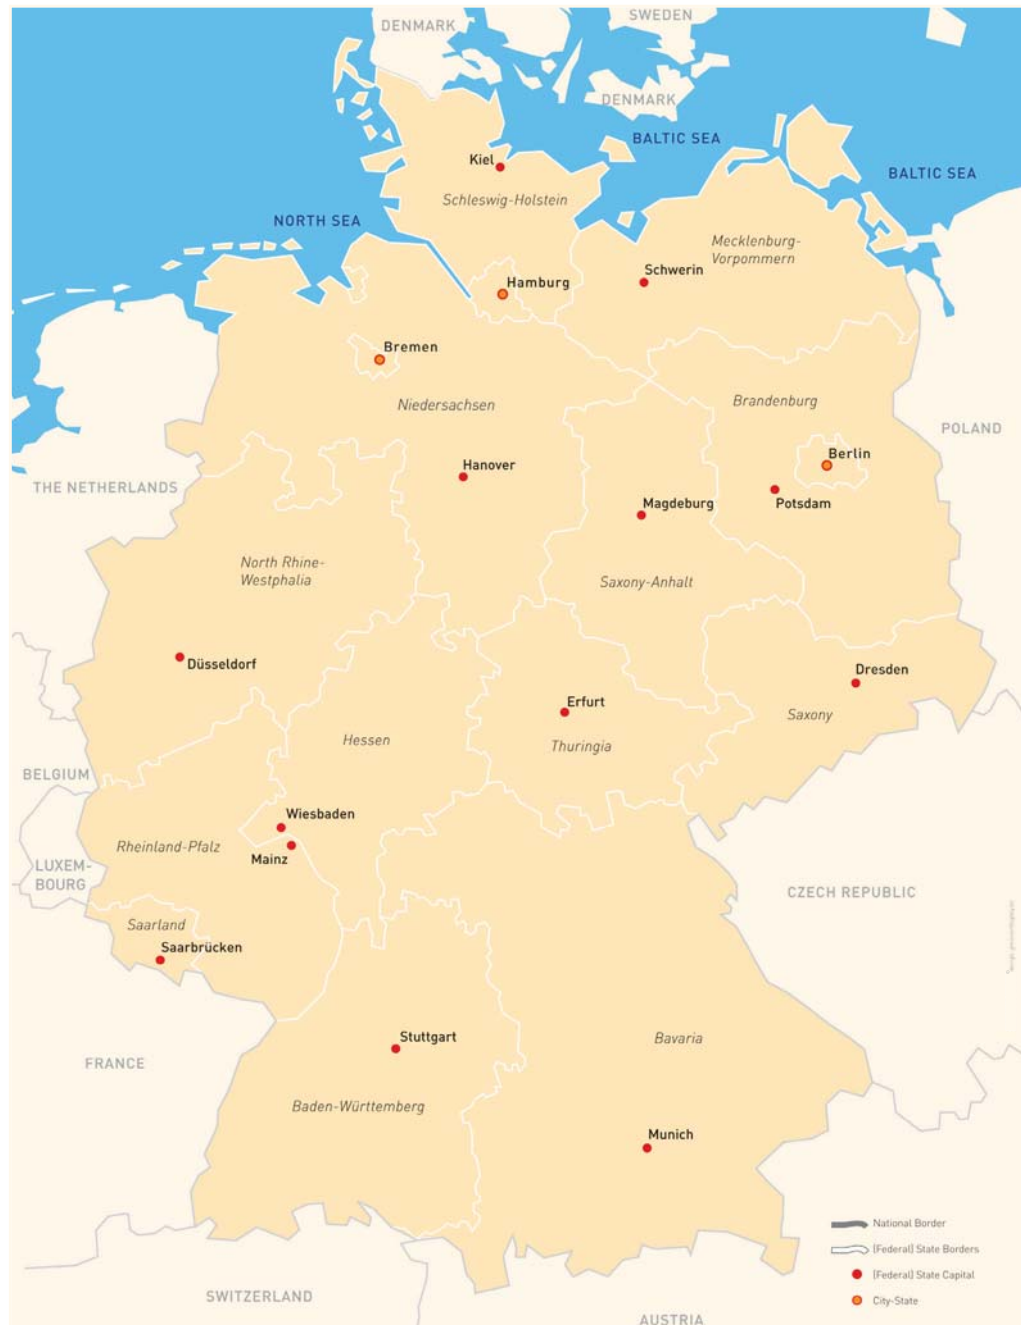 DENMARK
SWEDEN
DENMARK
BALTIC SEA
Kiel
BALTIC SEA
Schleswig-Holstein
NORTH SEA
Mecklenburg-
Vorpommern
Schwerin
Hamburg
Bremen
Niedersachsen
Brandenburg
POLAND
Berlin
Hanover
THE NETHERLANDS
Magdeburg
Potsdam
North Rhine-
Westphalia
Saxony-Anhalt
Düsseldorf
Dresden
Erfurt
Saxony
Hessen
Thuringia
BELGIUM
Wiesbaden
Rheinland-Pfalz
Mainz
LUXEM-
BOURG
CZECH REPUBLIC
Saarland
Saarbrücken
Stuttgart
Bavaria
FRANCE
Baden-Württemberg
Munich
National Border
(Federal) State Borders
(Federal) State Capital
City-State
SWITZERLAND
AUSTRIA